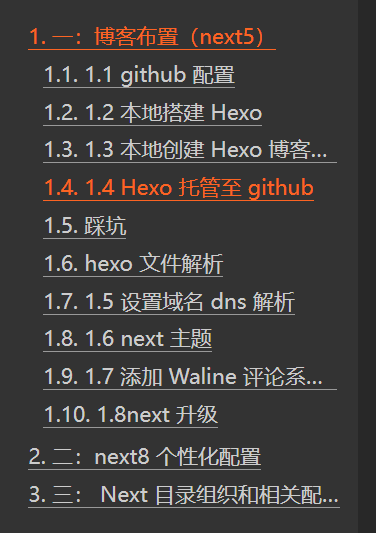 1. 一：博客布置（next5）
1.1. 1.1 github 配置
1.2. 1.2 本地搭建 Hexo
1.3. 1.3 本地创建 Hexo 博客...
1.4. 1.4 Hexo 托管至 github
1.5. 踩坑
1.6. hexo 文件解析
1.7. 1.5 设置域名 dns 解析
1.8. 1.6 next 主题
1.9. 1.7 添加 Waline 评论系...
1.10. 1.8next 升级
2. 二：next8 个性化配置
3. 三： Next 目录组织和相关配...